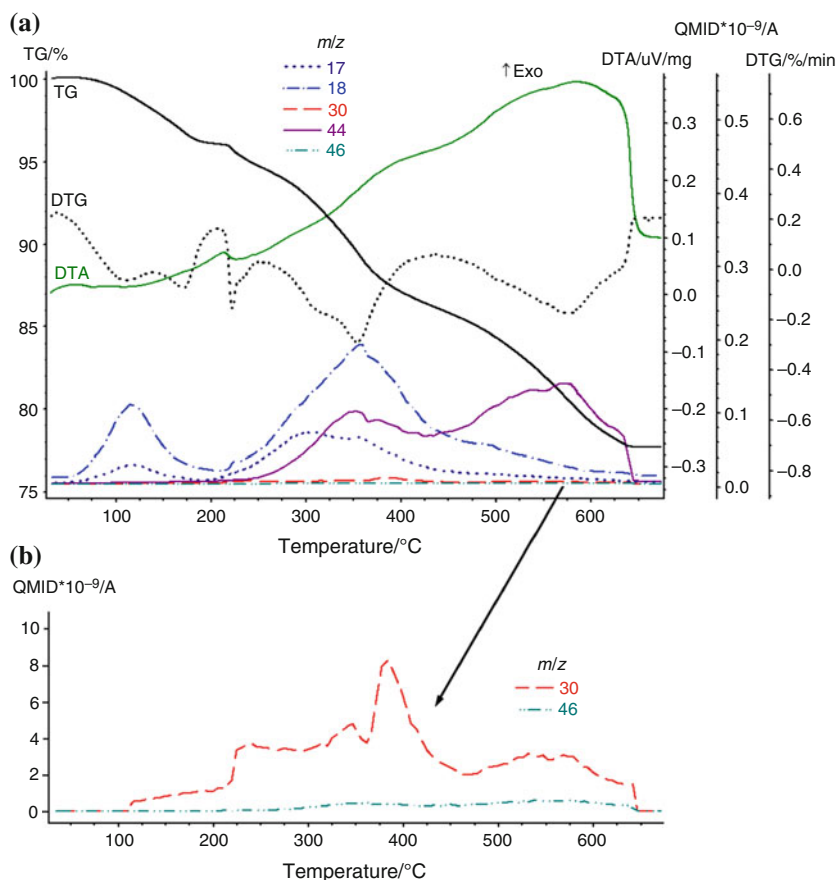 (a)
TG/%
m/z
QMID*10–9/A
DTA/uV/mg
DTG/%/min
↑Exo
17
18
30
44
46
TG
DTG
DTA
100
95
90
85
80
75
0.3
0.2
0.1
0.0
–0.1
–0.2
–0.3
0.5
0.4
0.3
0.2
0.1
0.0
0.6
0.4
0.2
0.0
–0.2
–0.4
–0.6
–0.8
100 200 300 400 500 600
Temperature/°C
(b)
QMID*10–9/A
m/z
30
46
10
8
6
4
2
0
100 200 300 400 500 600
Temperature/°C